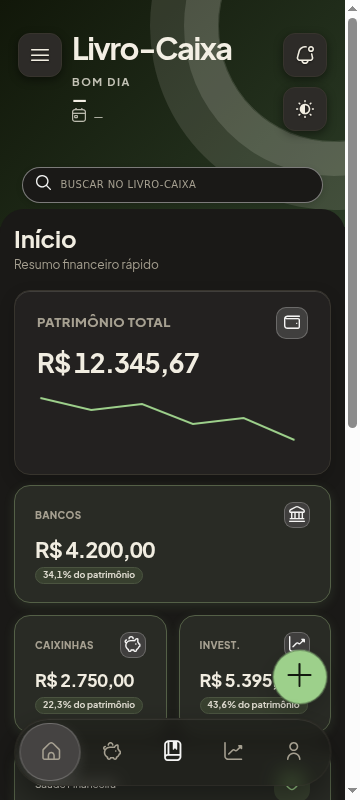 Livro-Caixa
BOM DIA
—
—
BUSCAR NO LIVRO-CAIXA
Início
Resumo financeiro rápido
PATRIMÔNIO TOTAL
R$ 12.345,67
BANCOS
R$ 4.200,00
34,1% do patrimônio
CAIXINHAS
R$ 2.750,00
22,3% do patrimônio
INVEST.
R$ 5.395,
43,6% do patrimônio